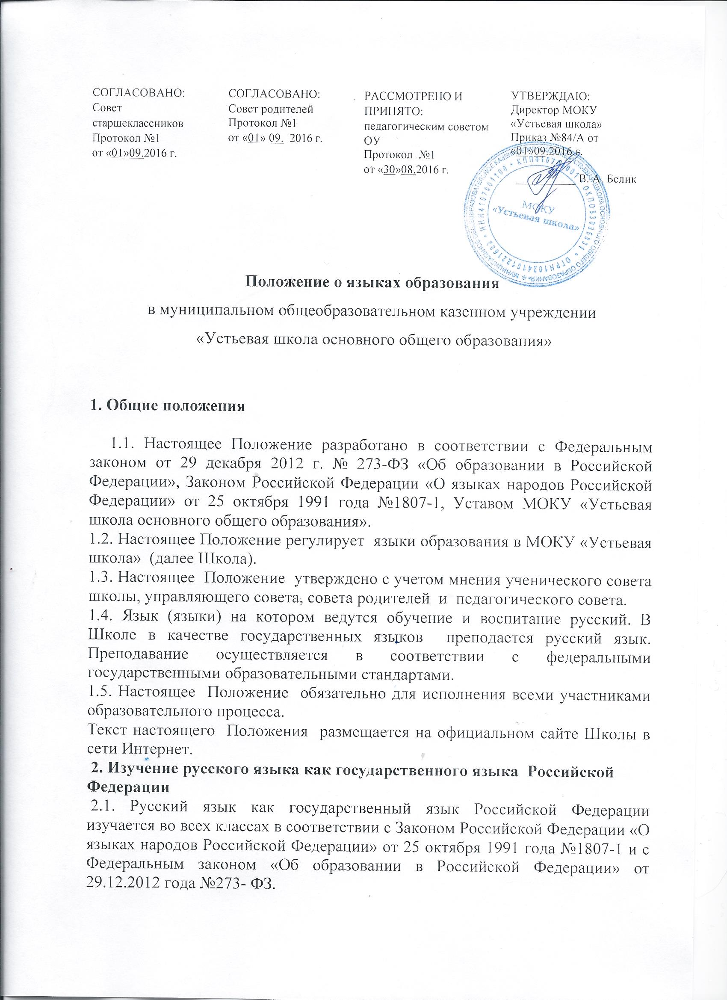 СОГЛАСОВАНО:
Совет
старшеклассников
Протокол №1
от «01»09.2016 г.
СОГЛАСОВАНО:
Совет родителей
Протокол №1
от «01» 09.  2016 г.
РАССМОТРЕНО И
ПРИНЯТО:
педагогическим советом
ОУ
Протокол  №1
от «30»08.2016 г.
УТВЕРЖДАЮ:
Директор МОКУ
«Устьевая школа»
Приказ №84/А от
«01»09.2016 г.
____________ В. А. Белик
МОКУ
«Устьевая школа»
Положение о языках образования
в муниципальном общеобразовательном казенном учреждении
«Устьевая школа основного общего образования»
1. Общие положения
1.1. Настоящее Положение разработано в соответствии с Федеральным
законом от 29 декабря 2012 г. № 273-ФЗ «Об образовании в Российской
Федерации», Законом Российской Федерации «О языках народов Российской
Федерации» от 25 октября 1991 года №1807-1, Уставом МОКУ «Устьевая
школа основного общего образования».
1.2. Настоящее Положение регулирует  языки образования в МОКУ «Устьевая
школа»  (далее Школа).
1.3. Настоящее  Положение  утверждено с учетом мнения ученического совета
школы, управляющего совета, совета родителей  и  педагогического совета.
1.4. Язык (языки) на котором ведутся обучение и воспитание русский. В
Школе в качестве государственных языков  преподается русский язык.
Преподавание осуществляется в соответствии с федеральными
государственными образовательными стандартами.
1.5. Настоящее  Положение  обязательно для исполнения всеми участниками
образовательного процесса.
Текст настоящего  Положения  размещается на официальном сайте Школы в
сети Интернет.
2. Изучение русского языка как государственного языка  Российской
Федерации
2.1. Русский язык как государственный язык Российской Федерации
изучается во всех классах в соответствии с Законом Российской Федерации «О
языках народов Российской Федерации» от 25 октября 1991 года №1807-1 и с
Федеральным законом «Об образовании в Российской Федерации» от
29.12.2012 года №273- ФЗ.